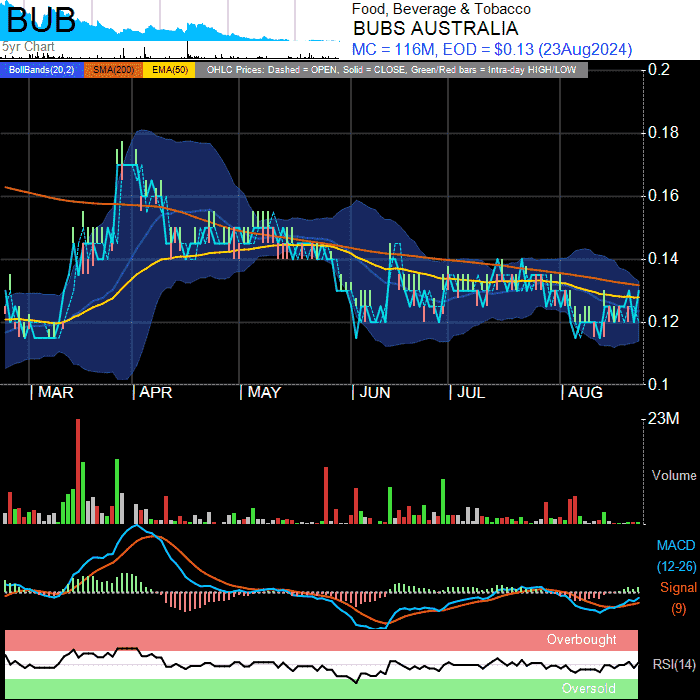 BUB
5yr Chart
Food, Beverage & Tobacco
BUBS AUSTRALIA
MC = 116M, EOD = $0.13 (23Aug2024)
BollBands(20,2) SMA(200) EMA(50) OHLC Prices: Dashed = OPEN, Solid = CLOSE, Green/Red bars = Intra-day HIGH/LOW
0.2
0.18
0.16
0.14
0.12
0.1
MAR APR MAY JUN JUL AUG
23M
Volume
MACD
(12-26)
Signal
(9)
Overbought
RSI(14)
Oversold